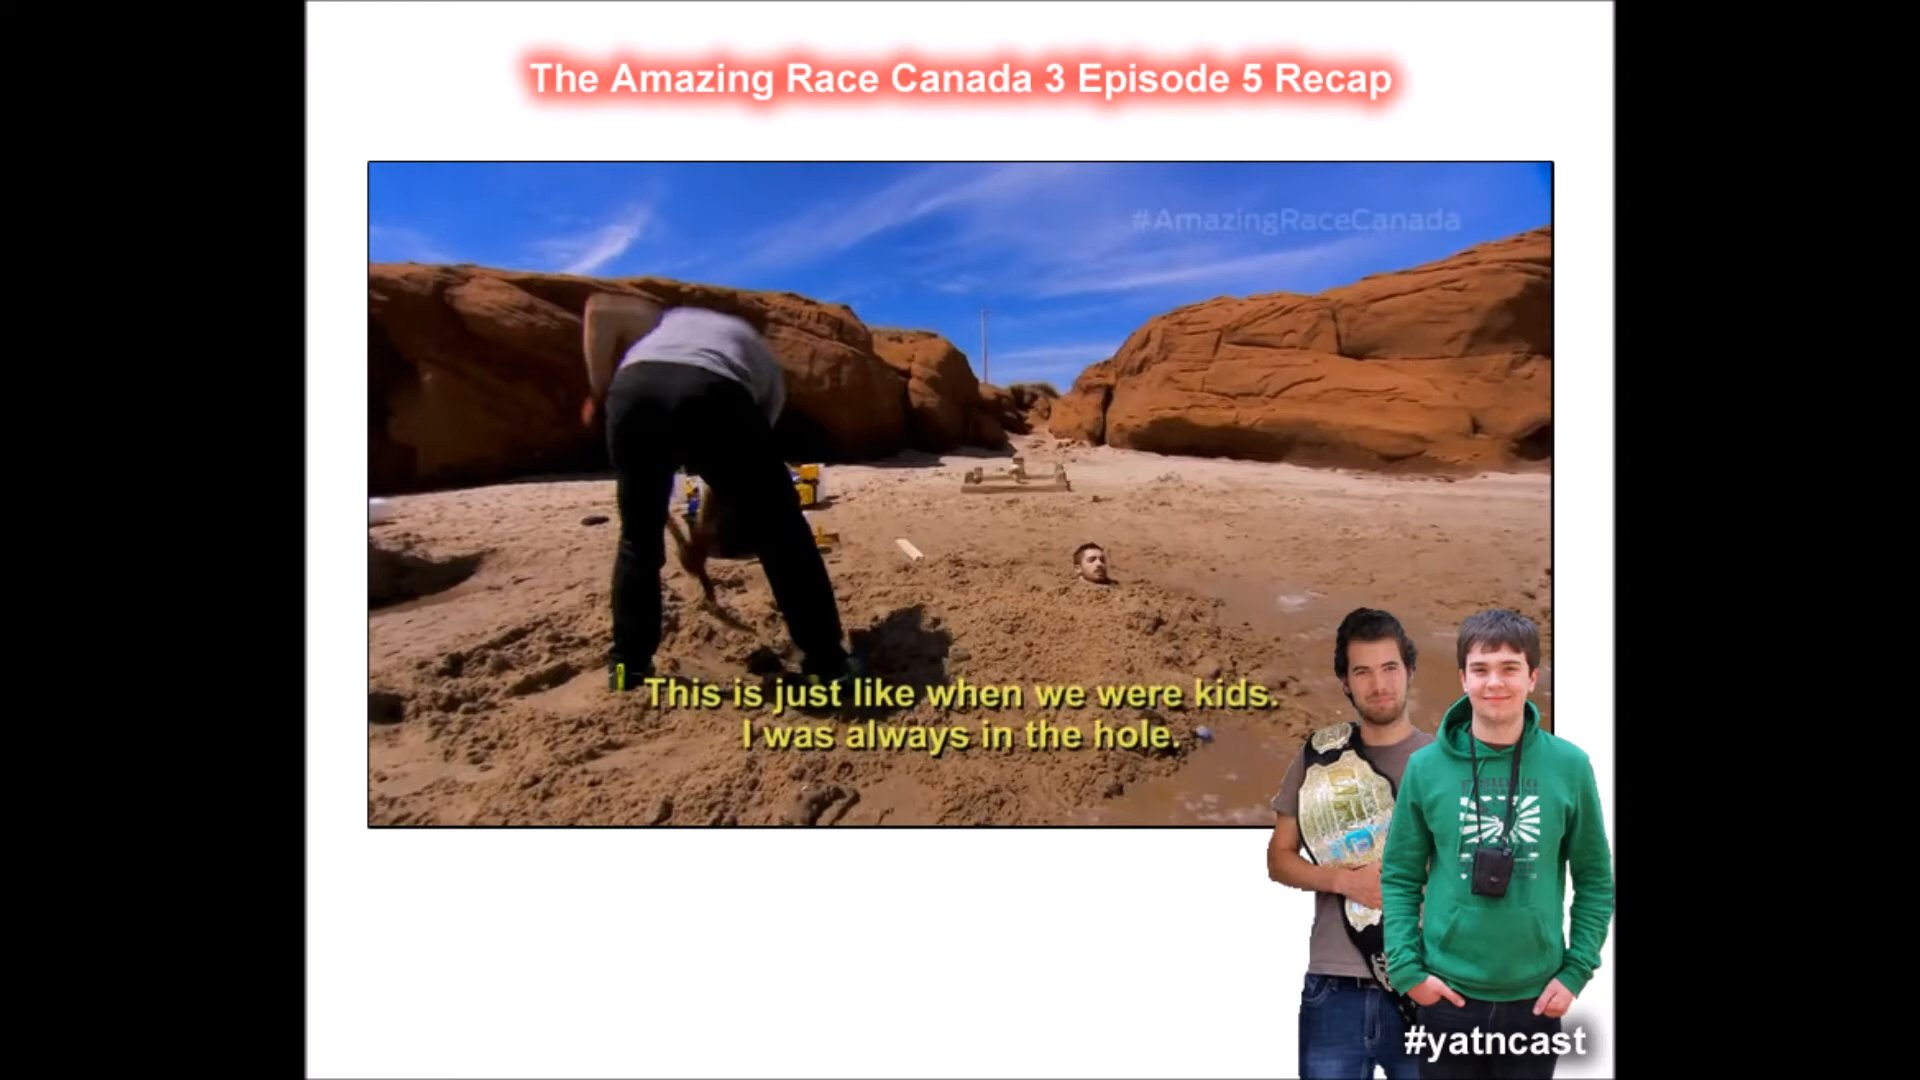 The Amazing Race Canada 3 Episode 5 Recap
#AmazingRaceCanada
This is just like when we were kids.
I was always in the hole.
#yatncast